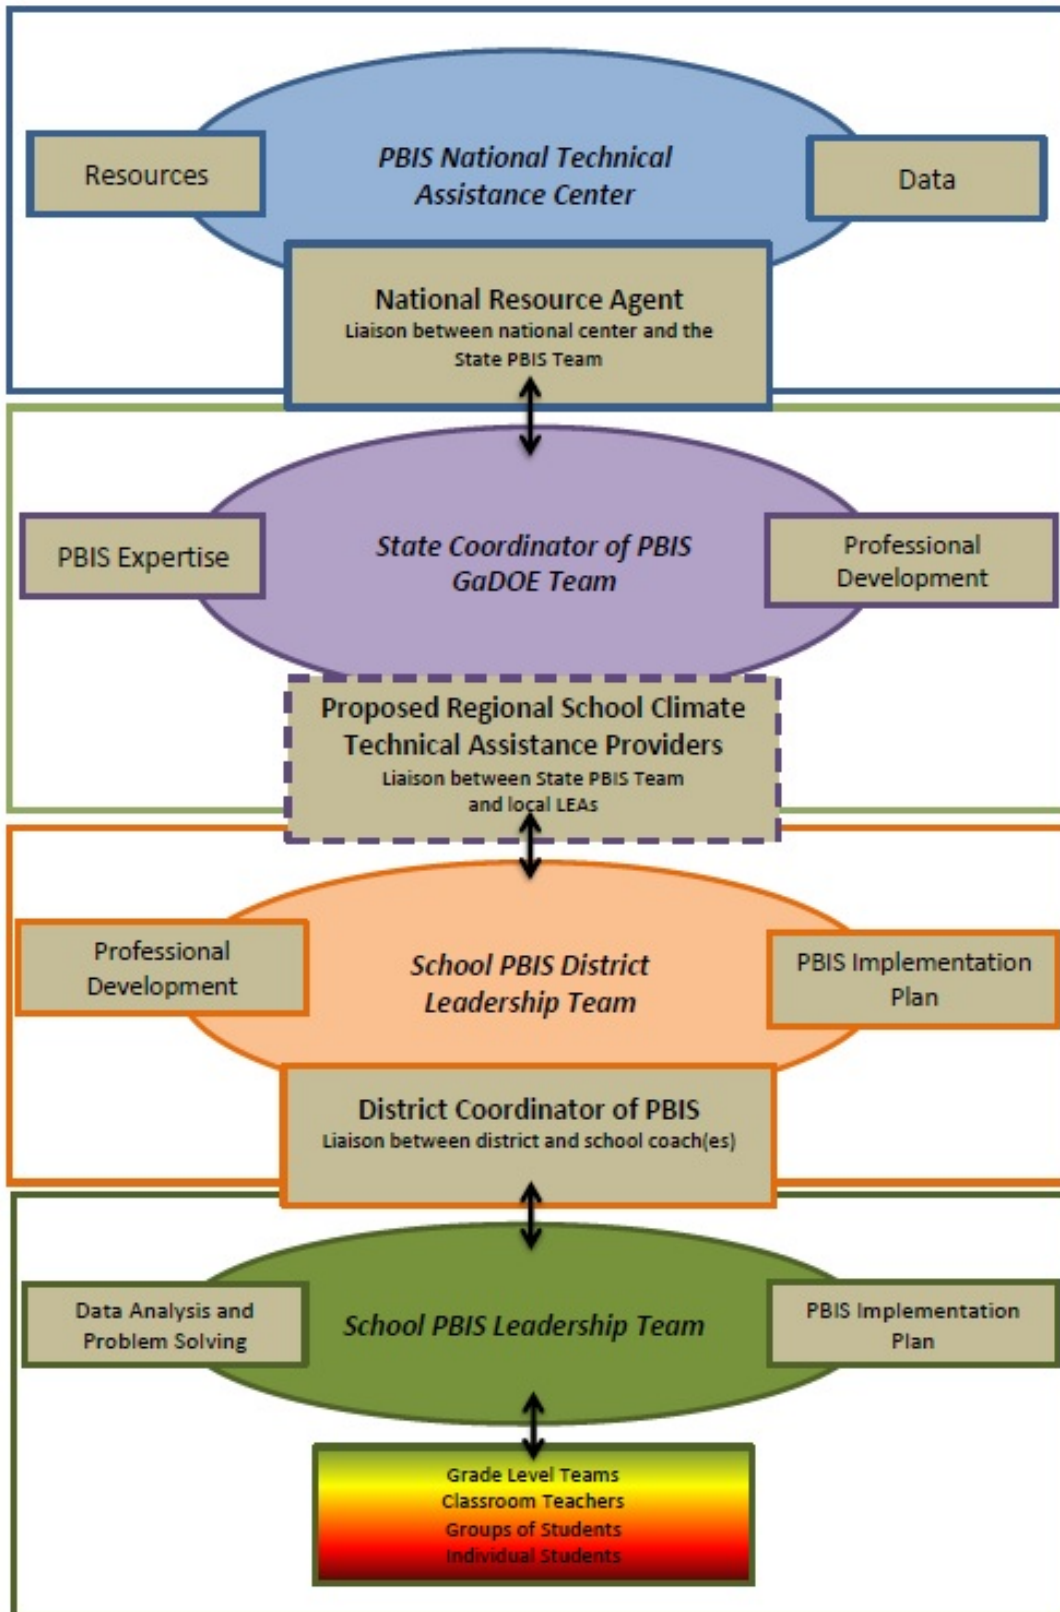 PBIS National Technical
Assistance Center
Resources
Data
National Resource Agent
Liaison between national center and the
State PBIS Team
State Coordinator of PBIS
GaDOE Team
PBIS Expertise
Professional
Development
Proposed Regional School Climate
Technical Assistance Providers
Liaison between State PBIS Team
and local LEAs
School PBIS District
Leadership Team
Professional
Development
PBIS Implementation
Plan
District Coordinator of PBIS
Liaison between district and school coach(es)
School PBIS Leadership Team
Data Analysis and
Problem Solving
PBIS Implementation
Plan
Grade Level Teams
Classroom Teachers
Groups of Students
Individual Students